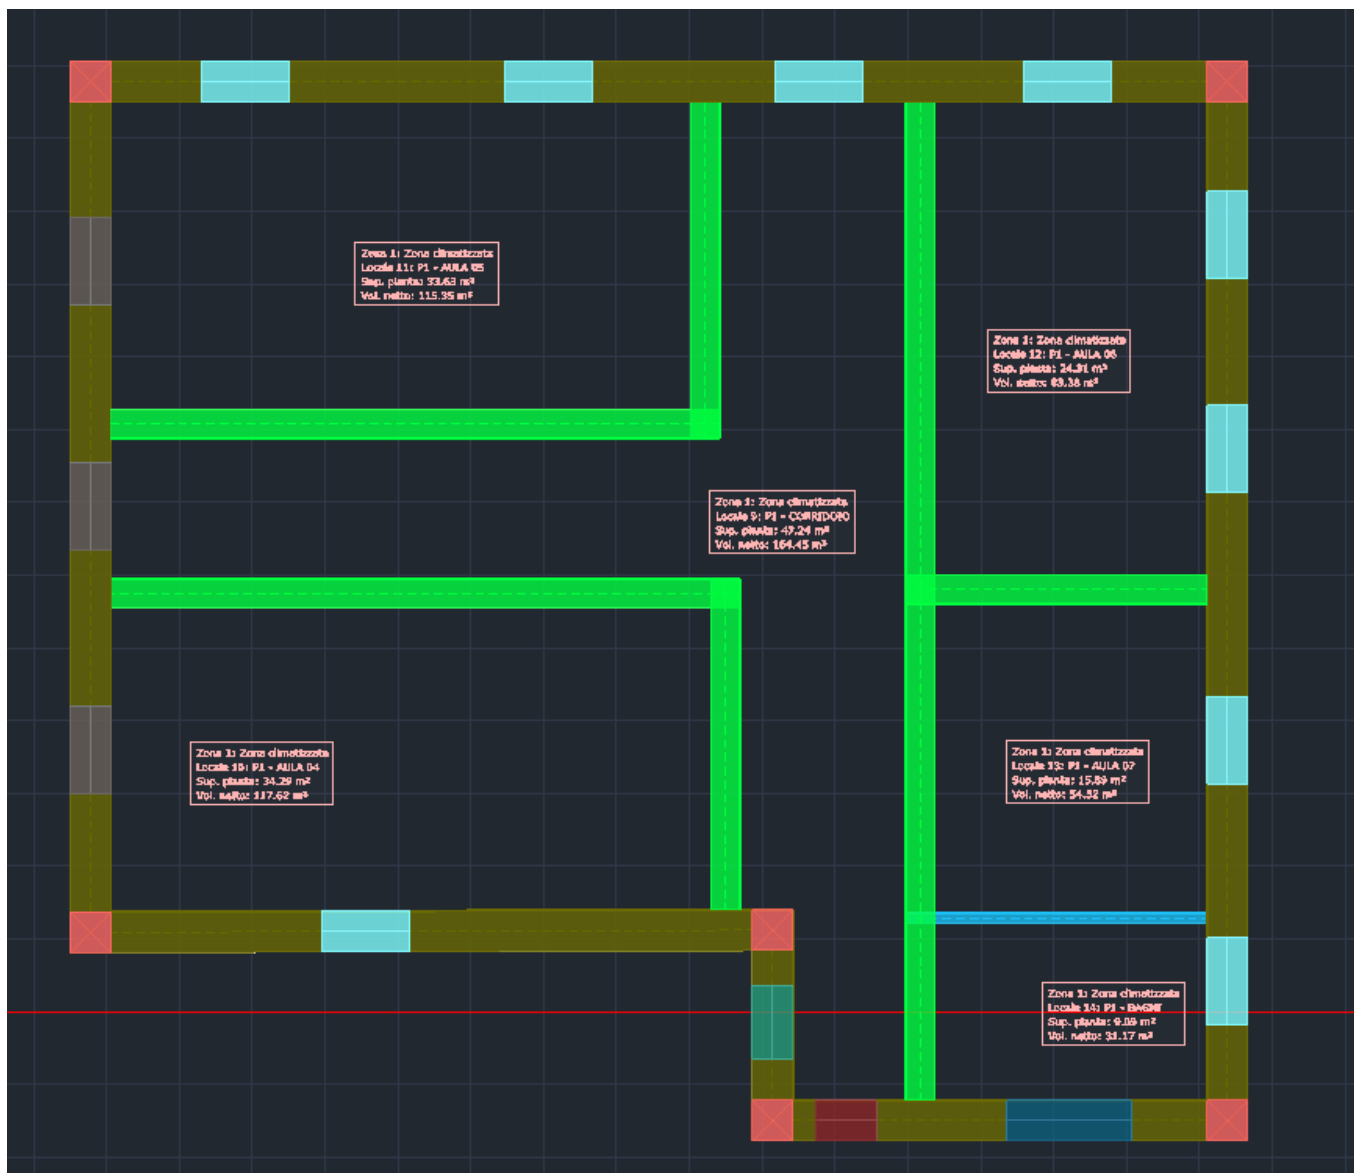 Zona 1: Zona climatizzata
Locale 11: P1 - AULA 05
Sup. pianta: 33.63 m²
Vol. netto: 115.35 m³
Zona 1: Zona climatizzata
Locale 12: P1 - AULA 06
Sup. pianta: 24.31 m²
Vol. netto: 83.38 m³
Zona 1: Zona climatizzata
Locale 9: P1 - CORRIDOIO
Sup. pianta: 47.24 m²
Vol. netto: 164.45 m³
Zona 1: Zona climatizzata
Locale 10: P1 - AULA 04
Sup. pianta: 34.29 m²
Vol. netto: 117.62 m³
Zona 1: Zona climatizzata
Locale 13: P1 - AULA 07
Sup. pianta: 15.89 m²
Vol. netto: 54.52 m³
Zona 1: Zona climatizzata
Locale 14: P1 - BAGNI
Sup. pianta: 9.09 m²
Vol. netto: 31.17 m³